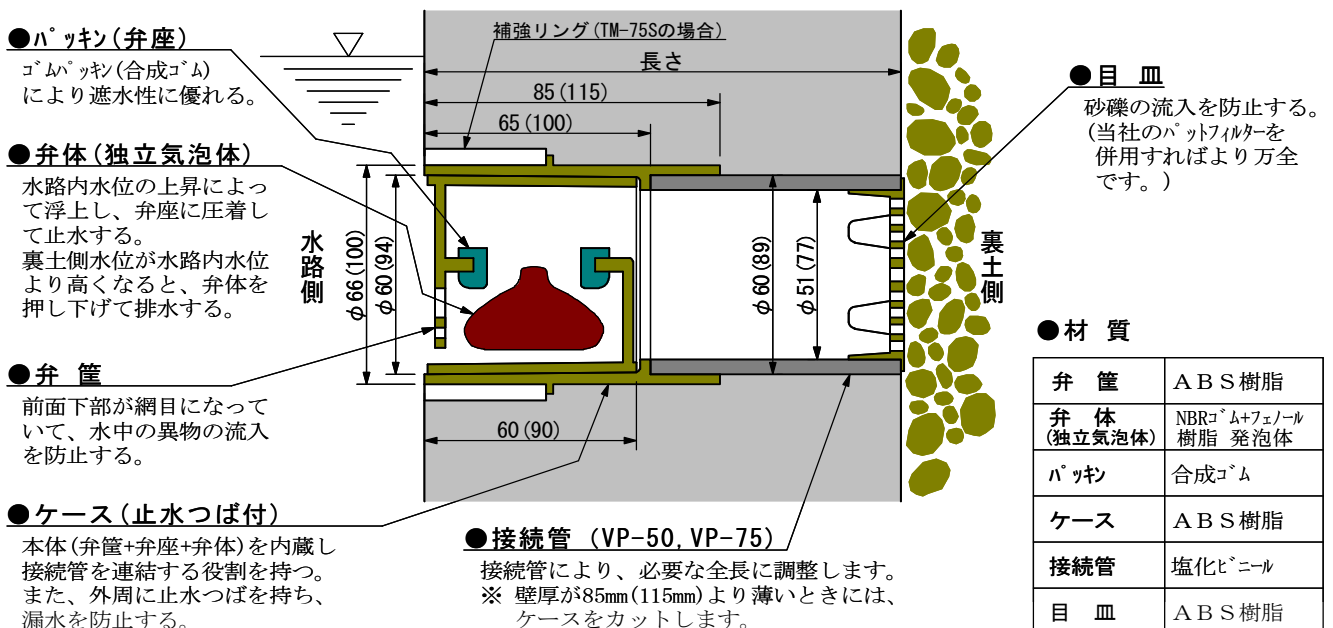 ●パッキン(弁座)
ゴムパッキン(合成ゴム)
により遮水性に優れる。
●弁体(独立気泡体)
水路内水位の上昇によっ
て浮上し、弁座に圧着し
て止水する。
裏土側水位が水路内水位
より高くなると、弁体を
押し下げて排水する。
●弁 筐
前面下部が網目になって
いて、水中の異物の流入
を防止する。
●ケース(止水つば付)
本体(弁筐+弁座+弁体)を内蔵し
接続管を連結する役割を持つ。
また、外周に止水つばを持ち、
漏水を防止する。
補強リング(TM-75Sの場合)
長さ
85(115)
65(100)
水路側
φ66(100)
φ60(94)
φ60(89)
φ51(77)
裏土側
60(90)
●接続管 (VP-50,VP-75)
接続管により、必要な全長に調整します。
※ 壁厚が85mm(115mm)より薄いときには、
ケースをカットします。
●目 皿
砂礫の流入を防止する。
(当社のパットフィルターを
併用すればより万全
です。)
●材 質
弁 筐 ABS樹脂
弁 体 NBRゴム+フェノール
(独立気泡体) 樹脂 発泡体
パッキン 合成ゴム
ケース ABS樹脂
接続管 塩化ビニール
目 皿 ABS樹脂